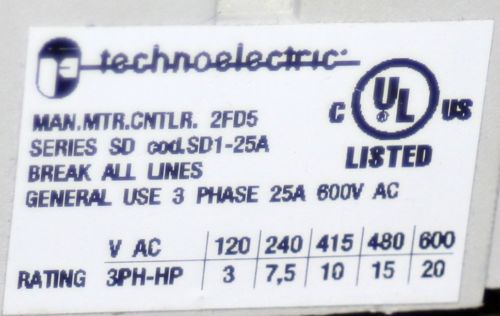 technoelectric
C UL US
LISTED
MAN.MTR.CNTLR. 2FD5
SERIES SD cod.SD1-25A
BREAK ALL LINES
GENERAL USE 3 PHASE 25A 600V AC
V AC 120 240 415 480 600
RATING 3PH-HP 3 7,5 10 15 20